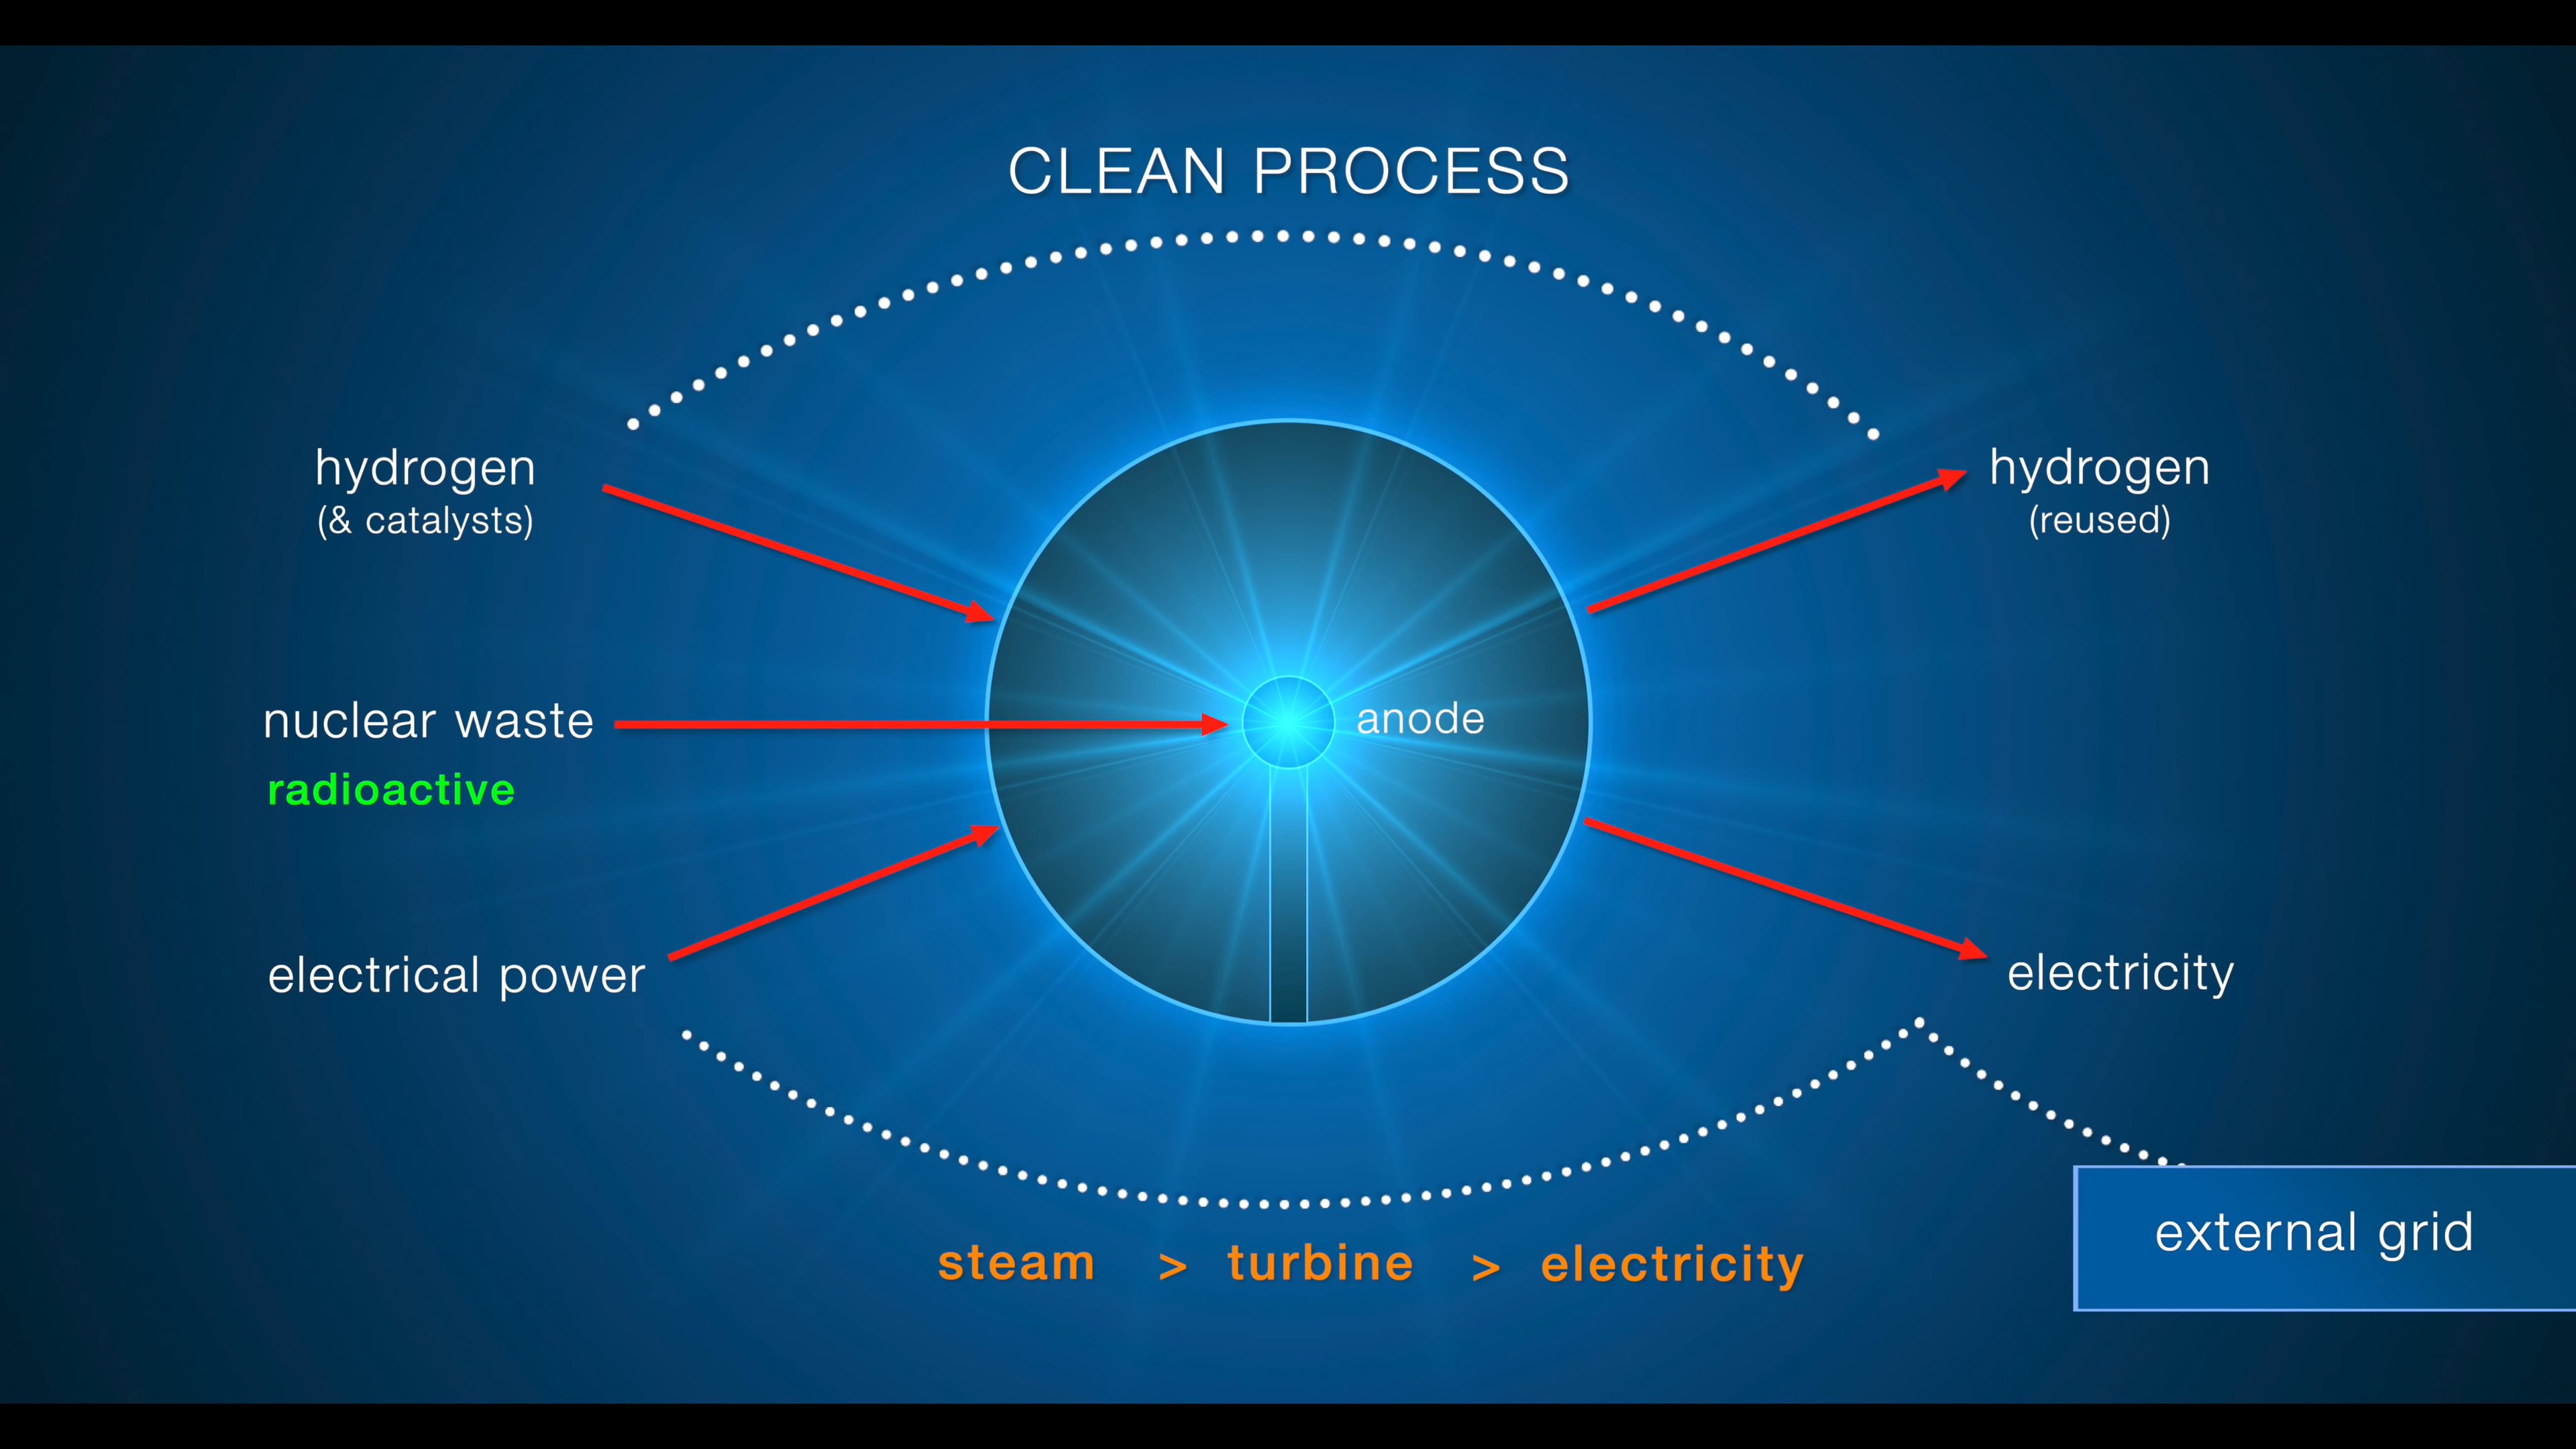 CLEAN PROCESS
hydrogen
(& catalysts)
hydrogen
(reused)
nuclear waste
radioactive
anode
electrical power
electricity
steam > turbine > electricity
external grid